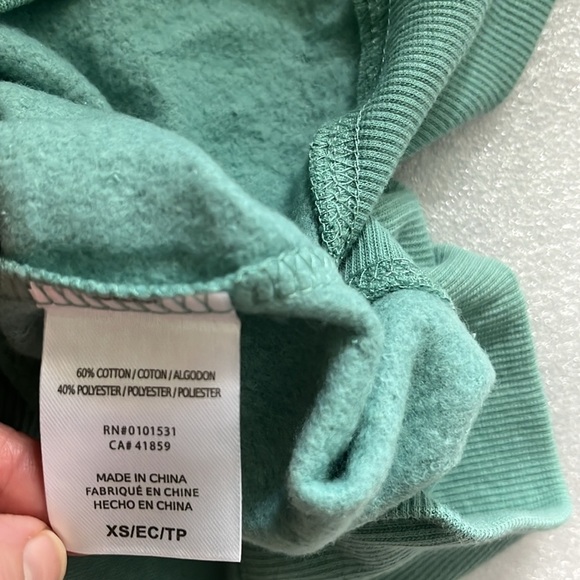 60% COTTON / COTON / ALGODON
40% POLYESTER / POLYESTER / POLIESTER
RN#0101531
CA# 41859
MADE IN CHINA
FABRIQUÉ EN CHINE
HECHO EN CHINA
XS/EC/TP